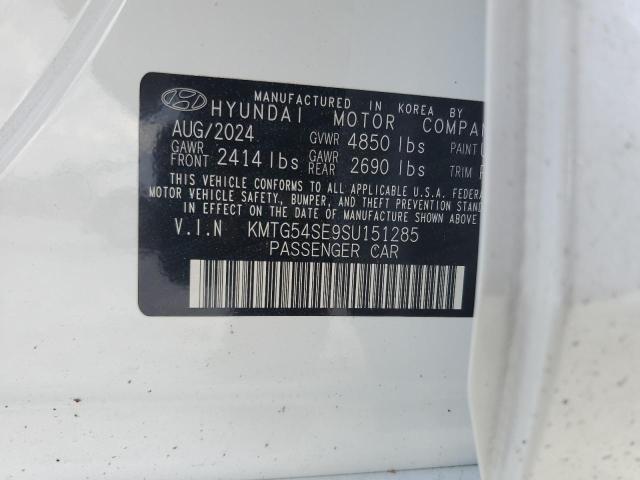 MANUFACTURED IN KOREA BY
HYUNDAI MOTOR COMPAN
AUG/2024 GVWR 4850 lbs PAINT
GAWR FRONT 2414 lbs GAWR REAR 2690 lbs TRIM
THIS VEHICLE CONFORMS TO ALL APPLICABLE U.S.A. FEDERA
MOTOR VEHICLE SAFETY, BUMPER, AND THEFT PREVENTION STANDA
IN EFFECT ON THE DATE OF MANUFACTURE SHOWN ABOVE.
V.I.N KMTG54SE9SU151285
PASSENGER CAR